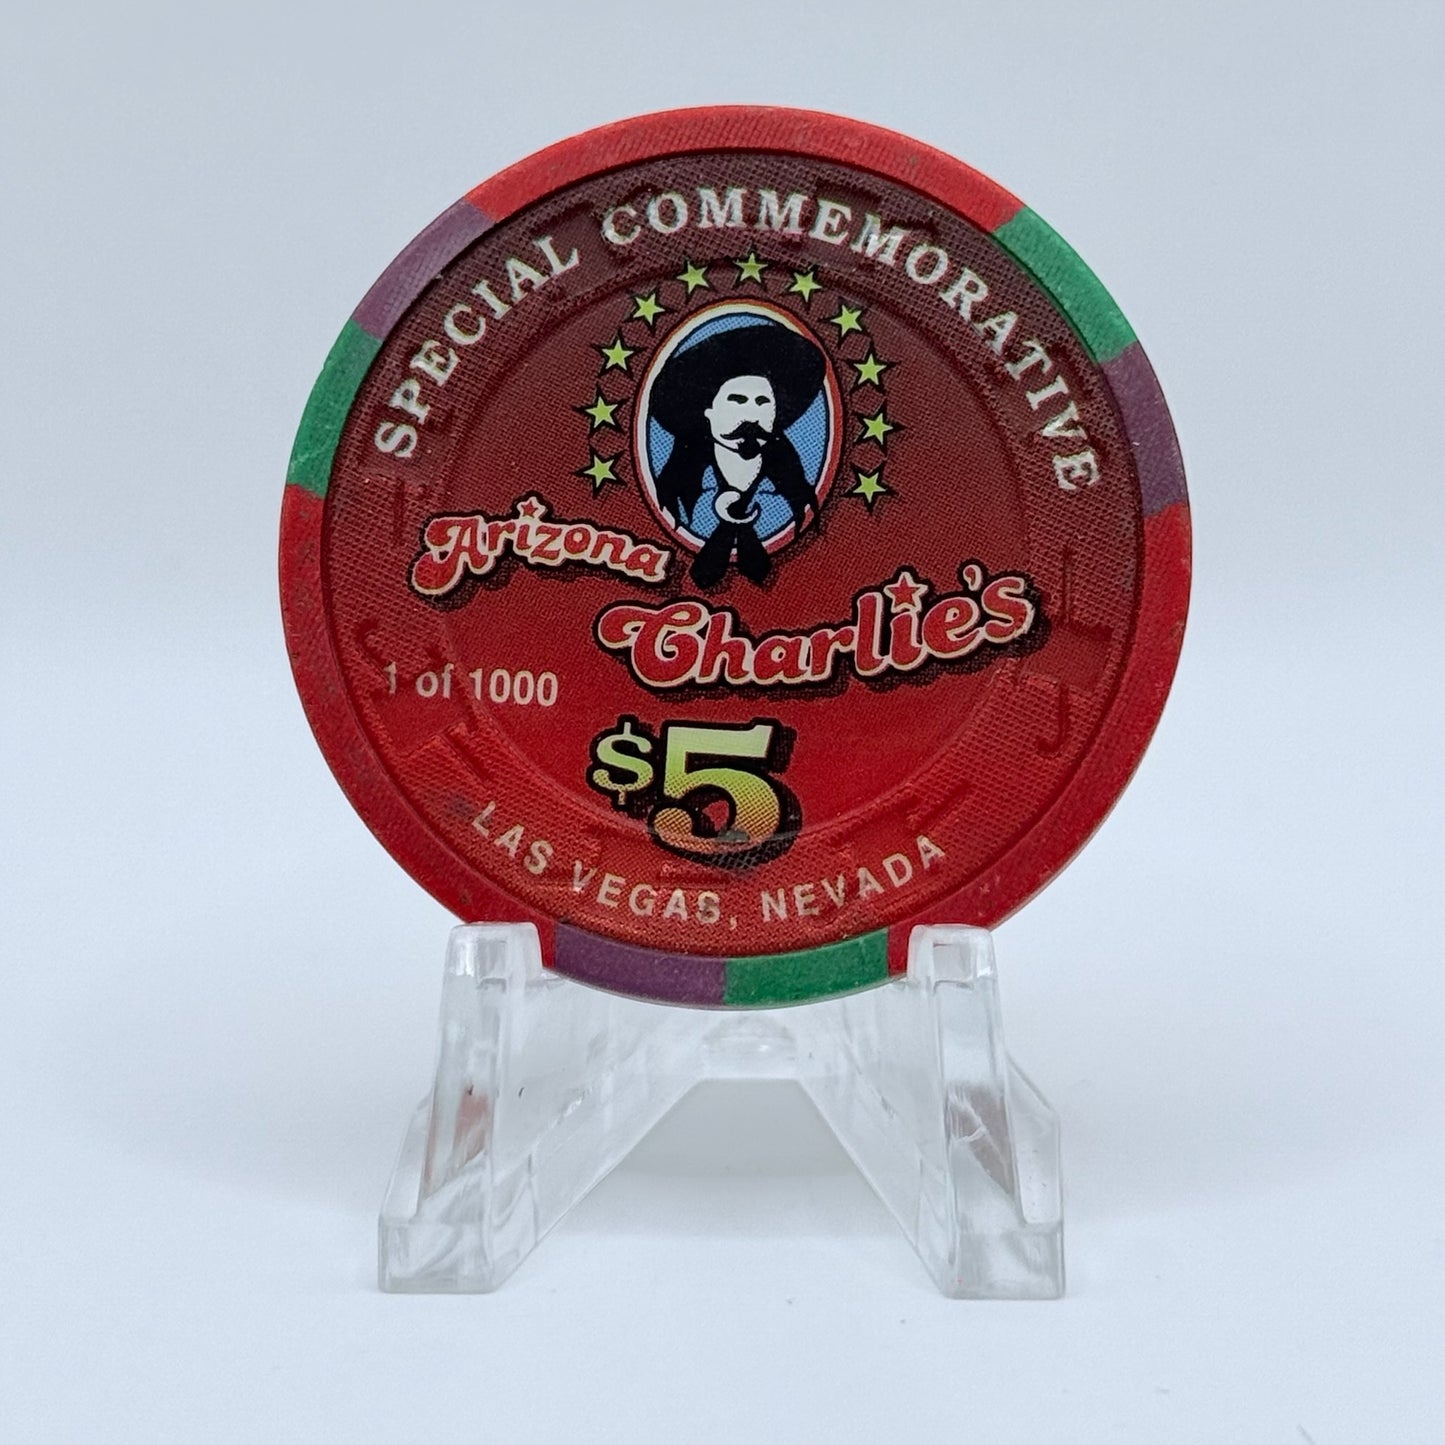 SPECIAL COMMEMORATIVE
Arizona
Charlie's
1 of 1000
$5
LAS VEGAS, NEVADA